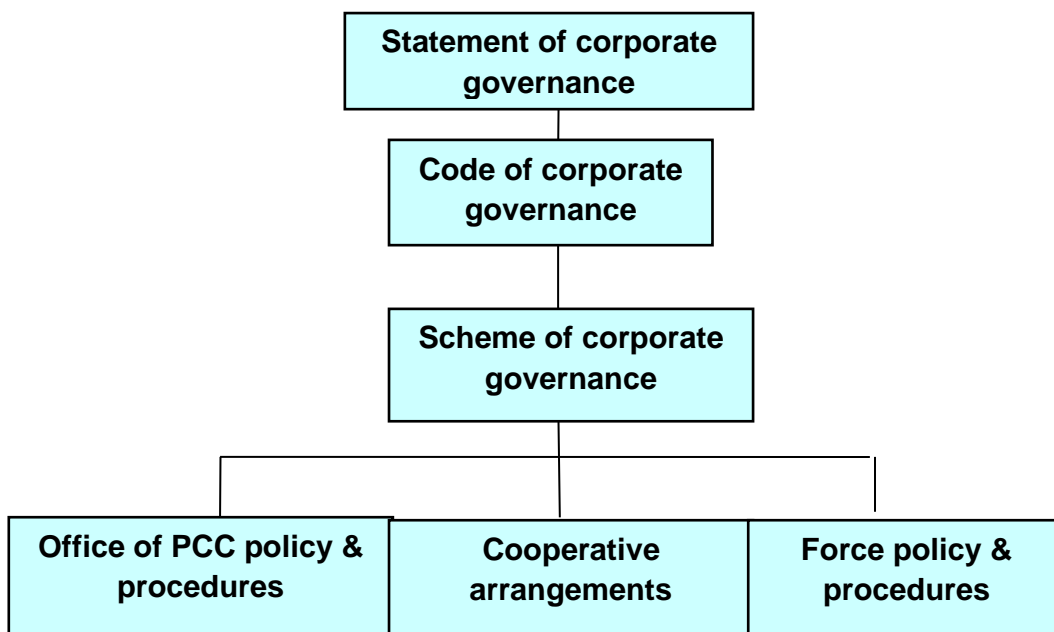 Statement of corporate
governance
Code of corporate
governance
Scheme of corporate
governance
Office of PCC policy &
procedures
Cooperative
arrangements
Force policy &
procedures